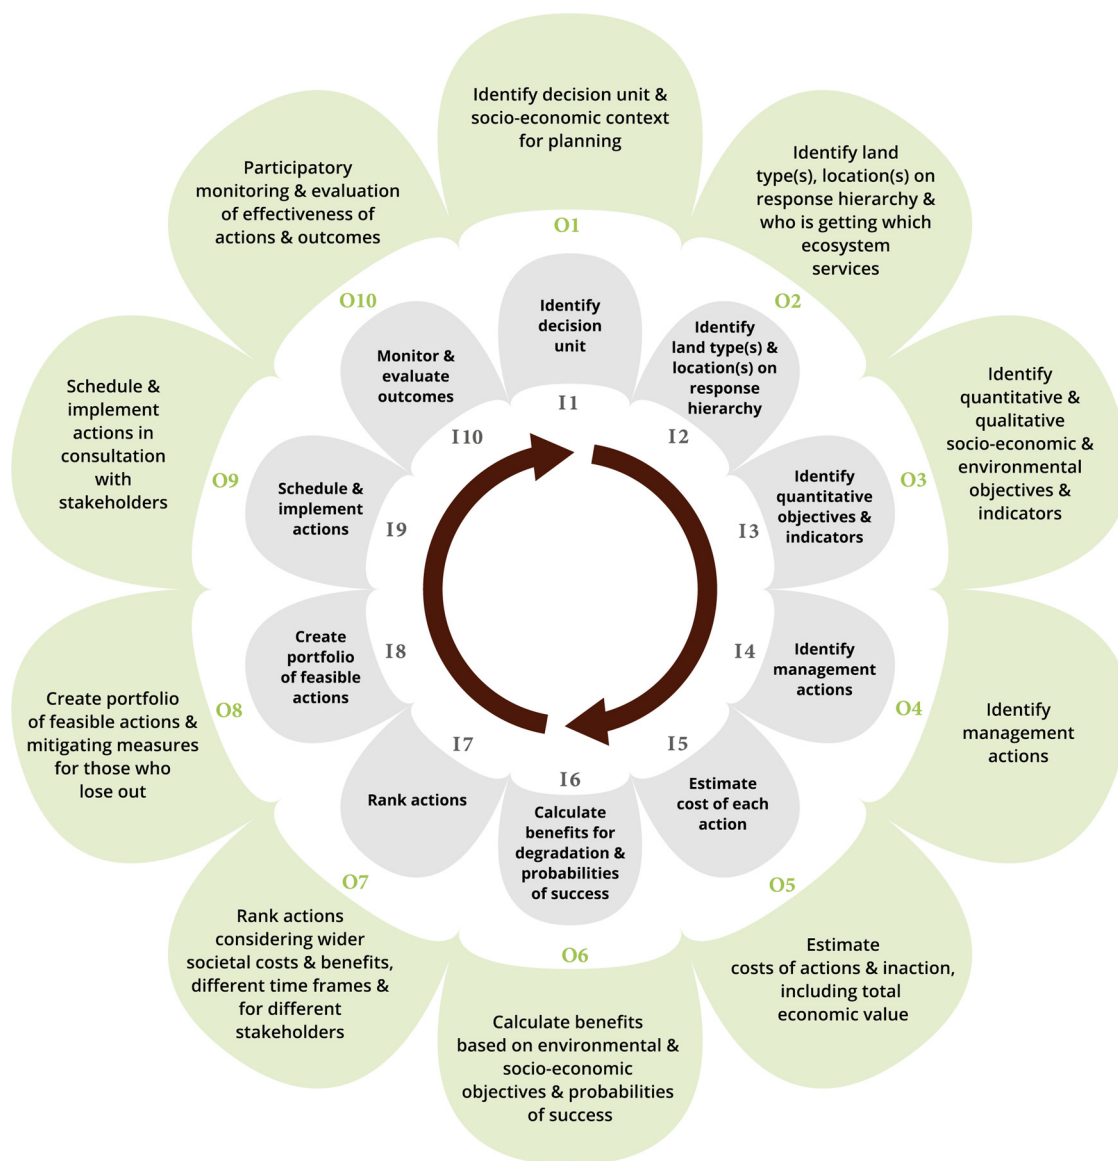 Identify decision unit &
socio-economic context
for planning
O1
Identify land
type(s), location(s) on
response hierarchy &
who is getting which
ecosystem
services
O2
Identify
quantitative &
qualitative
socio-economic &
environmental
objectives &
indicators
O3
Identify
management
actions
O4
Estimate
costs of actions & inaction,
including total
economic value
O5
Calculate benefits
based on environmental &
socio-economic
objectives & probabilities
of success
O6
Rank actions
considering wider
societal costs & benefits,
different time frames &
for different
stakeholders
O7
Create portfolio
of feasible actions &
mitigating measures
for those who
lose out
O8
Schedule &
implement
actions in
consultation
with
stakeholders
O9
Participatory
monitoring & evaluation
of effectiveness of
actions & outcomes
O10
Identify
decision
unit
I1
Identify
land type(s) &
location(s) on
response
hierarchy
I2
Identify
quantitative
objectives &
indicators
I3
Identify
management
actions
I4
Estimate
cost of each
action
I5
Calculate
benefits for
degradation &
probabilities
of success
I6
Rank actions
I7
Create
portfolio
of feasible
actions
I8
Schedule &
implement
actions
I9
Monitor &
evaluate
outcomes
I10